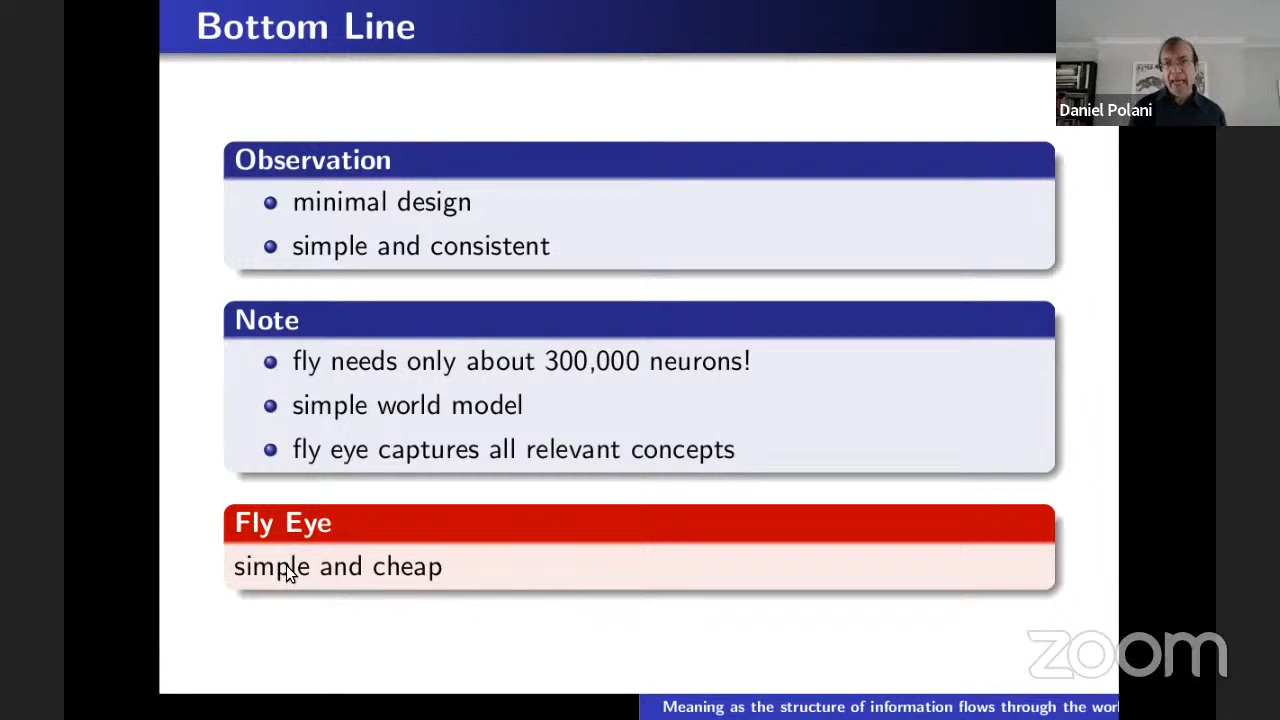 Bottom Line
Daniel Polani
Observation
minimal design
simple and consistent
Note
fly needs only about 300,000 neurons!
simple world model
fly eye captures all relevant concepts
Fly Eye
simple and cheap
zoom
Meaning as the structure of information flows through the wor